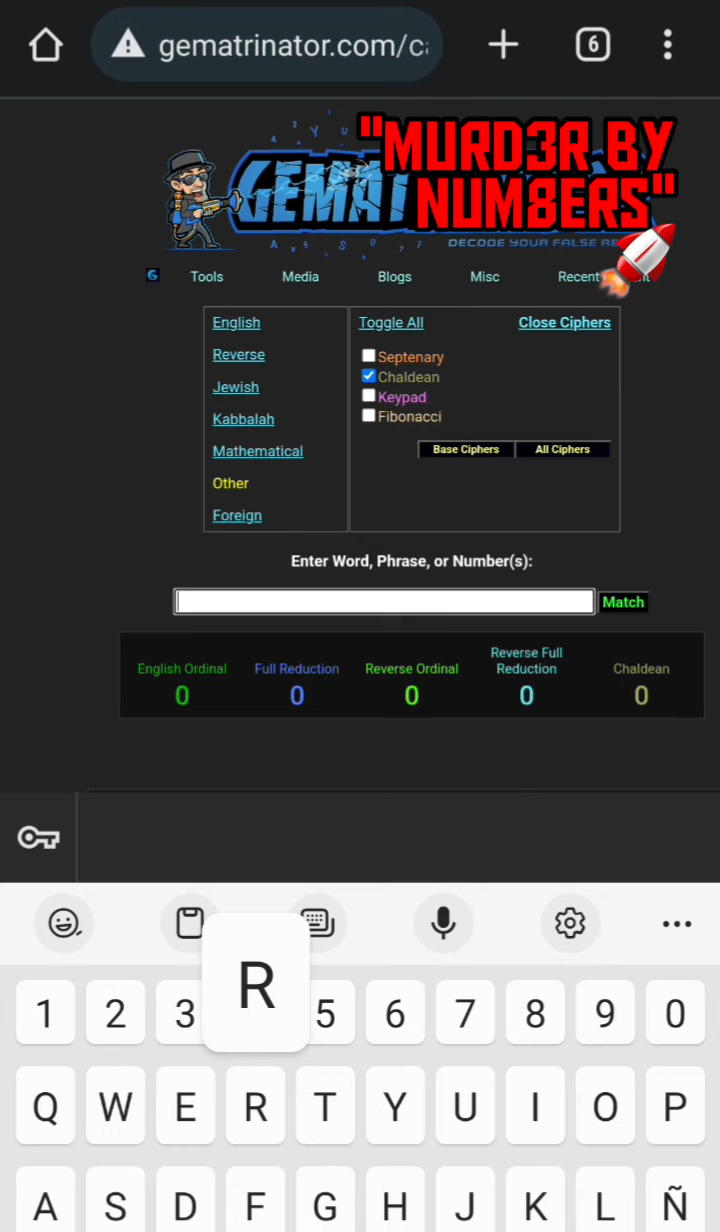 gematrinator.com/ca
6
"MURD3R BY
NUM8ERS"
GEMAT
DECODE YOUR FALSE RE
G
Tools
Media
Blogs
Misc
Recent
English
Reverse
Jewish
Kabbalah
Mathematical
Other
Foreign
Toggle All
Close Ciphers
Septenary
Chaldean
Keypad
Fibonacci
Base Ciphers
All Ciphers
Enter Word, Phrase, or Number(s):
Match
English Ordinal
0
Full Reduction
0
Reverse Ordinal
0
Reverse Full
Reduction
0
Chaldean
0
R
1 2 3 5 6 7 8 9 0
Q W E R T Y U I O P
A S D F G H J K L Ñ